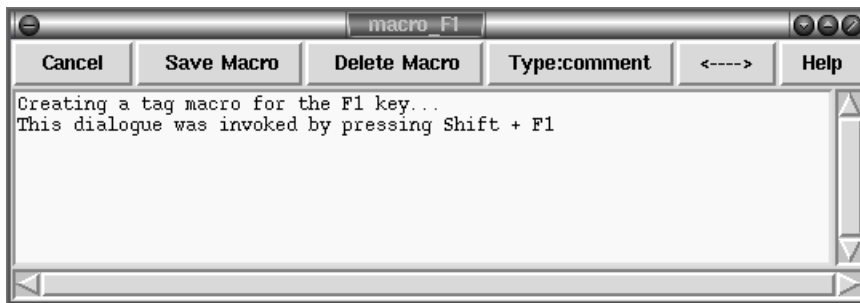 macro_F1
Cancel Save Macro Delete Macro Type:comment <----> Help
Creating a tag macro for the F1 key...
This dialogue was invoked by pressing Shift + F1